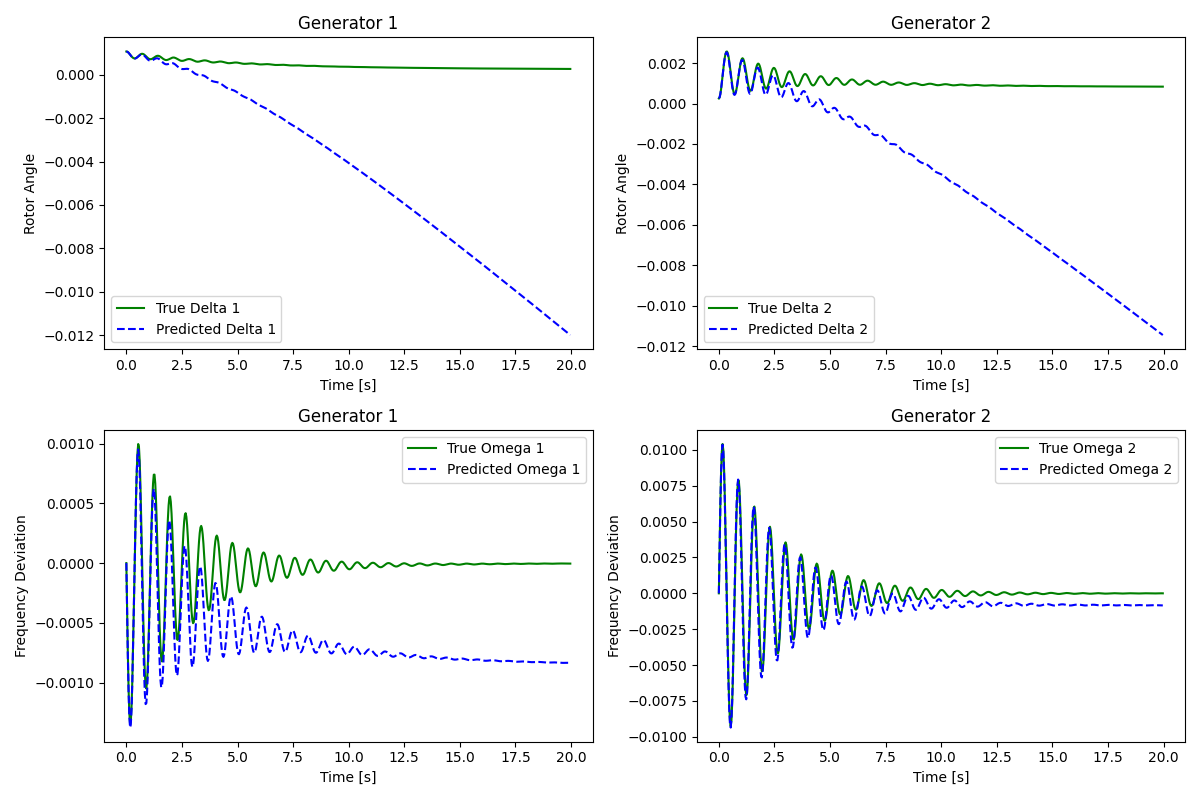 Generator 1
Rotor Angle
0.000
−0.002
−0.004
−0.006
−0.008
−0.010
−0.012
True Delta 1
Predicted Delta 1
0.0 2.5 5.0 7.5 10.0 12.5 15.0 17.5 20.0
Time [s]
Generator 2
Rotor Angle
0.002
0.000
−0.002
−0.004
−0.006
−0.008
−0.010
−0.012
True Delta 2
Predicted Delta 2
0.0 2.5 5.0 7.5 10.0 12.5 15.0 17.5 20.0
Time [s]
Generator 1
Frequency Deviation
0.0010
0.0005
0.0000
−0.0005
−0.0010
True Omega 1
Predicted Omega 1
0.0 2.5 5.0 7.5 10.0 12.5 15.0 17.5 20.0
Time [s]
Generator 2
Frequency Deviation
0.0100
0.0075
0.0050
0.0025
0.0000
−0.0025
−0.0050
−0.0075
−0.0100
True Omega 2
Predicted Omega 2
0.0 2.5 5.0 7.5 10.0 12.5 15.0 17.5 20.0
Time [s]